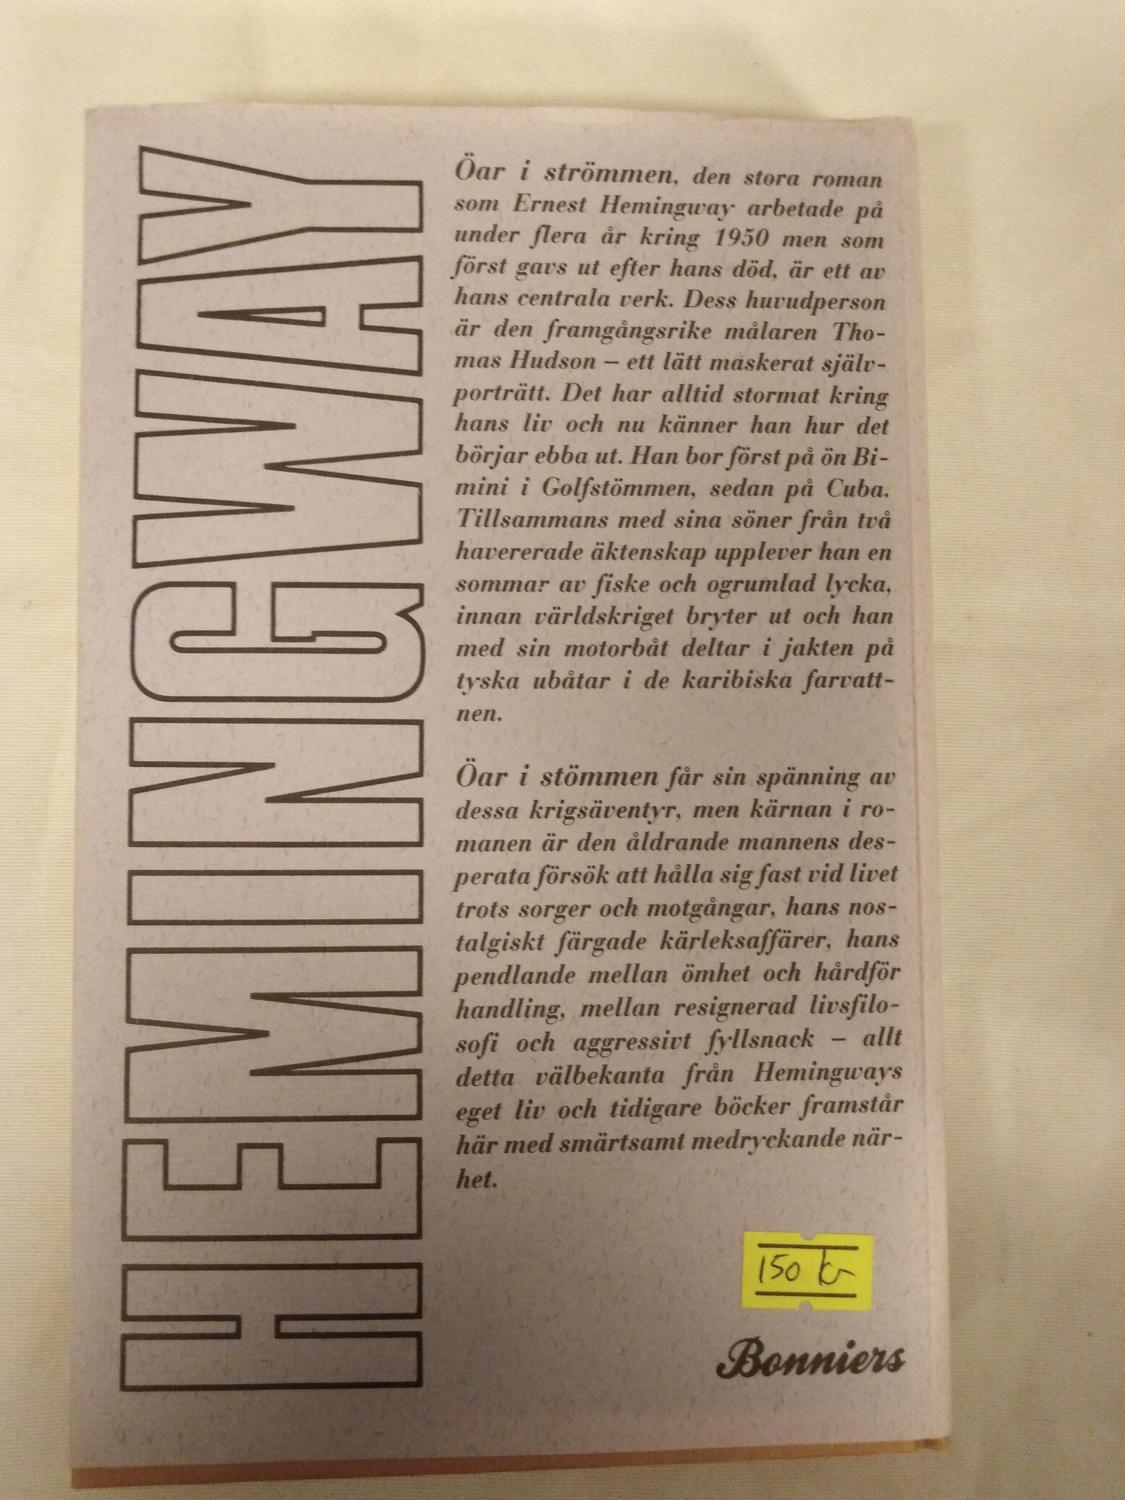 HEMINGWAY
Öar i strömmen, den stora roman
som Ernest Hemingway arbetade på
under flera år kring 1950 men som
först gavs ut efter hans död, är ett av
hans centrala verk. Dess huvudperson
är den framgångsrike målaren Tho-
mas Hudson – ett lätt maskerat själv-
porträtt. Det har alltid stormat kring
hans liv och nu känner han hur det
börjar ebba ut. Han bor först på ön Bi-
mini i Golfstömmen, sedan på Cuba.
Tillsammans med sina söner från två
havererade äktenskap upplever han en
sommar av fiske och ogrumlad lycka,
innan världskriget bryter ut och han
med sin motorbåt deltar i jakten på
tyska ubåtar i de karibiska farvatt-
nen.
Öar i stömmen får sin spänning av
dessa krigsäventyr, men kärnan i ro-
manen är den åldrande mannens des-
perata försök att hålla sig fast vid livet
trots sorger och motgångar, hans nos-
talgiskt färgade kärleksaffärer, hans
pendlande mellan ömhet och hårdför
handling, mellan resignerad livsfilo-
sofi och aggressivt fyllsnack – allt
detta välbekanta från Hemingways
eget liv och tidigare böcker framstår
här med smärtsamt medryckande när-
het.
150 kr
Bonniers